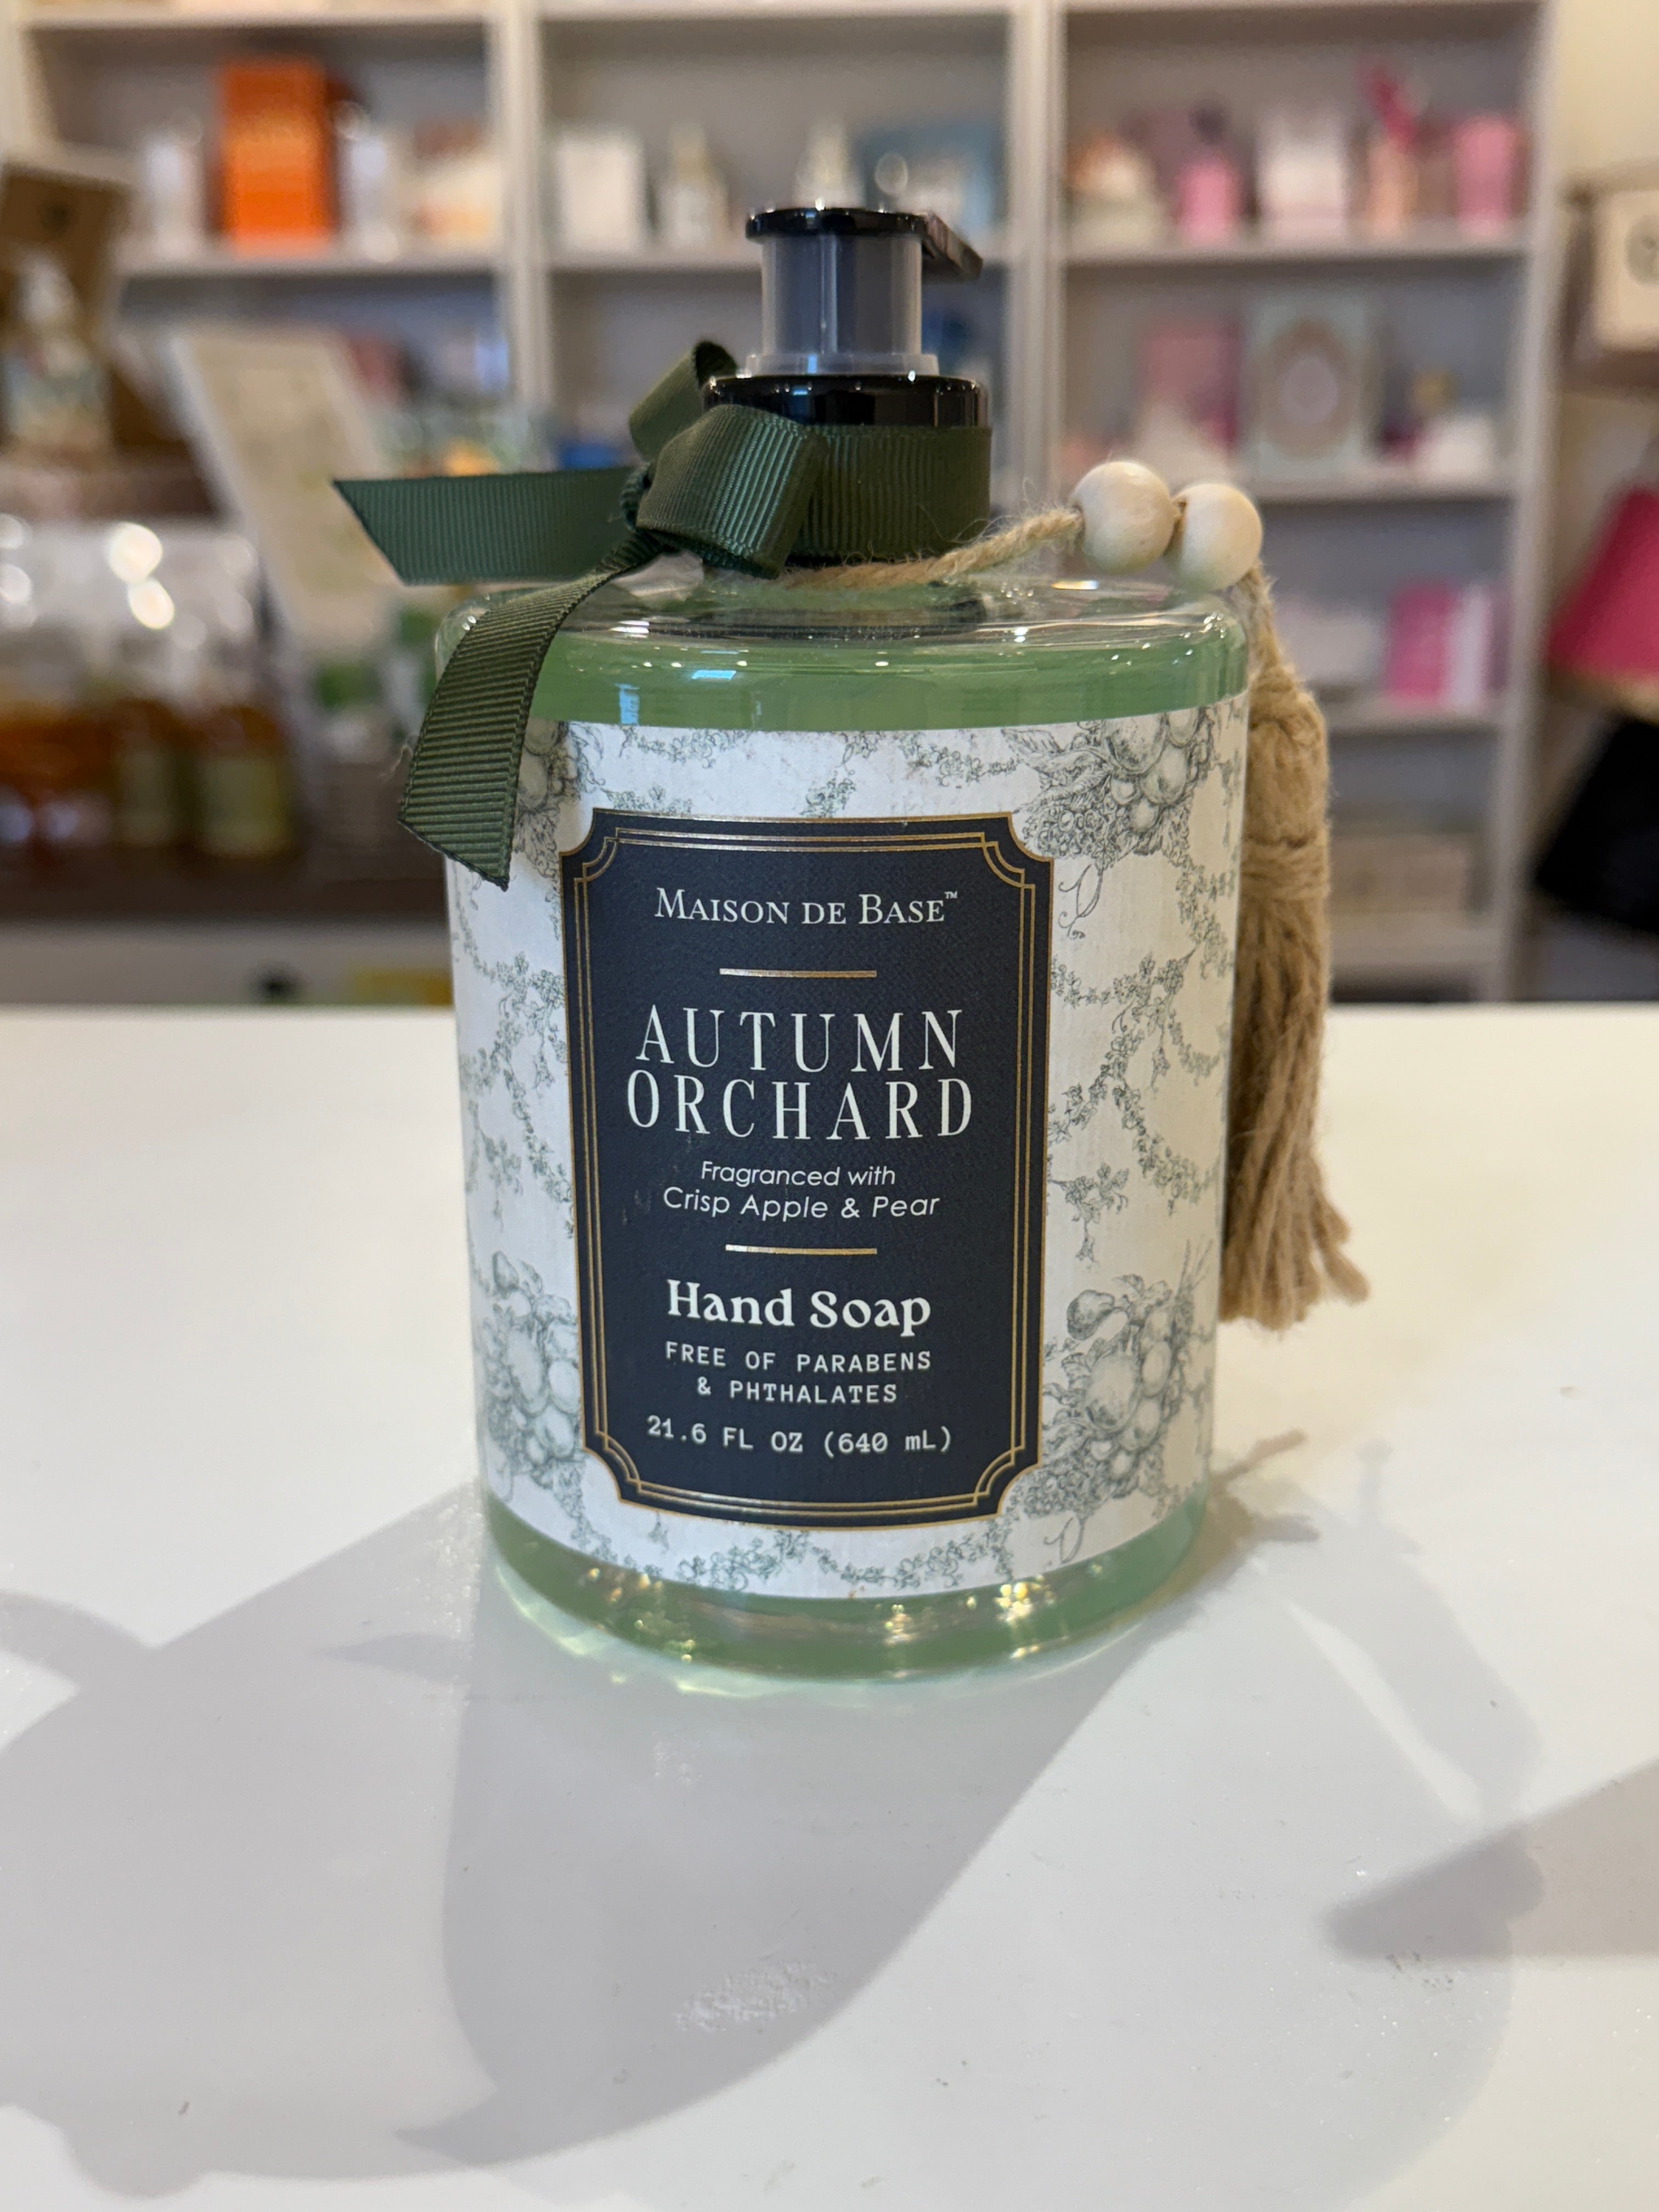 MAISON DE BASE™
AUTUMN
ORCHARD
Fragranced with
Crisp Apple & Pear
Hand Soap
FREE OF PARABENS
& PHTHALATES
21.6 FL OZ (640 mL)